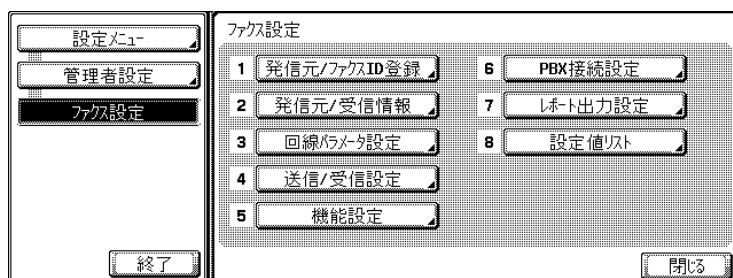 設定メニュー
管理者設定
ファクス設定
終了
ファクス設定
1 発信元/ファクスID登録
2 発信元/受信情報
3 回線パラメータ設定
4 送信/受信設定
5 機能設定
6 PBX接続設定
7 レポート出力設定
8 設定値リスト
閉じる